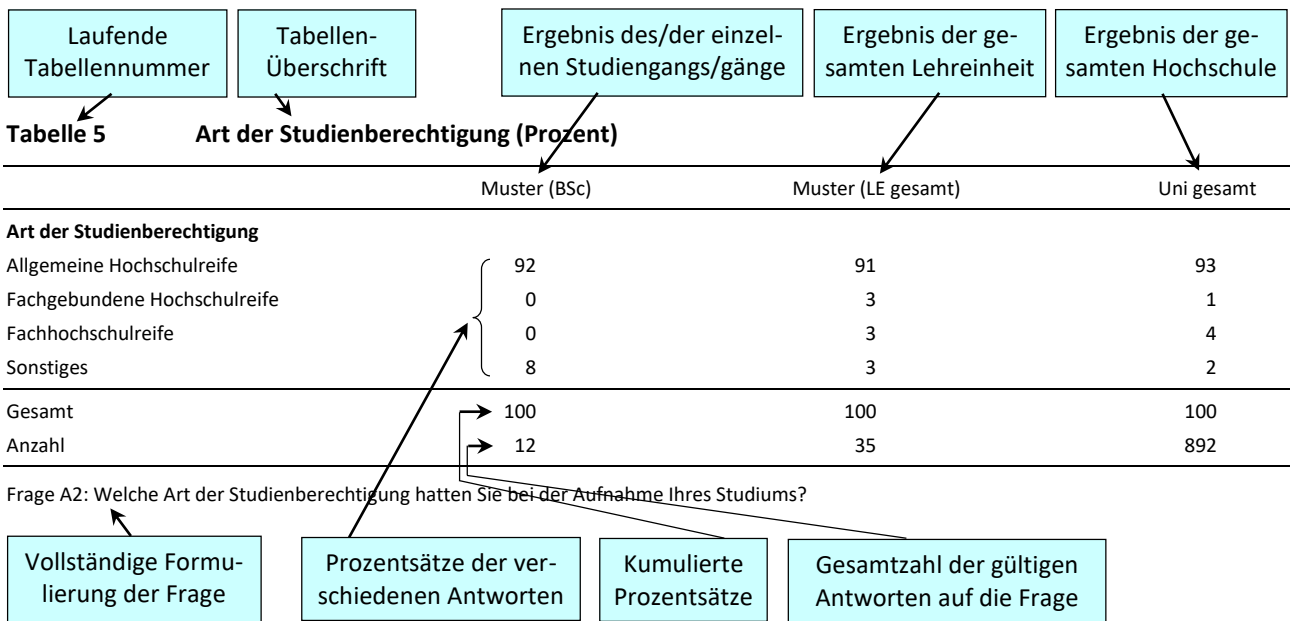 Laufende
Tabellennummer
Tabellen-
Überschrift
Ergebnis des/der einzel-
nen Studiengangs/gänge
Ergebnis der ge-
samten Lehreinheit
Ergebnis der ge-
samten Hochschule
Tabelle 5 Art der Studienberechtigung (Prozent)
Muster (BSc) Muster (LE gesamt) Uni gesamt
Art der Studienberechtigung
Allgemeine Hochschulreife 92 91 93
Fachgebundene Hochschulreife 0 3 1
Fachhochschulreife 0 3 4
Sonstiges 8 3 2
Gesamt 100 100 100
Anzahl 12 35 892
Frage A2: Welche Art der Studienberechtigung hatten Sie bei der Aufnahme Ihres Studiums?
Vollständige Formu-
lierung der Frage
Prozentsätze der ver-
schiedenen Antworten
Kumulierte
Prozentsätze
Gesamtzahl der gültigen
Antworten auf die Frage